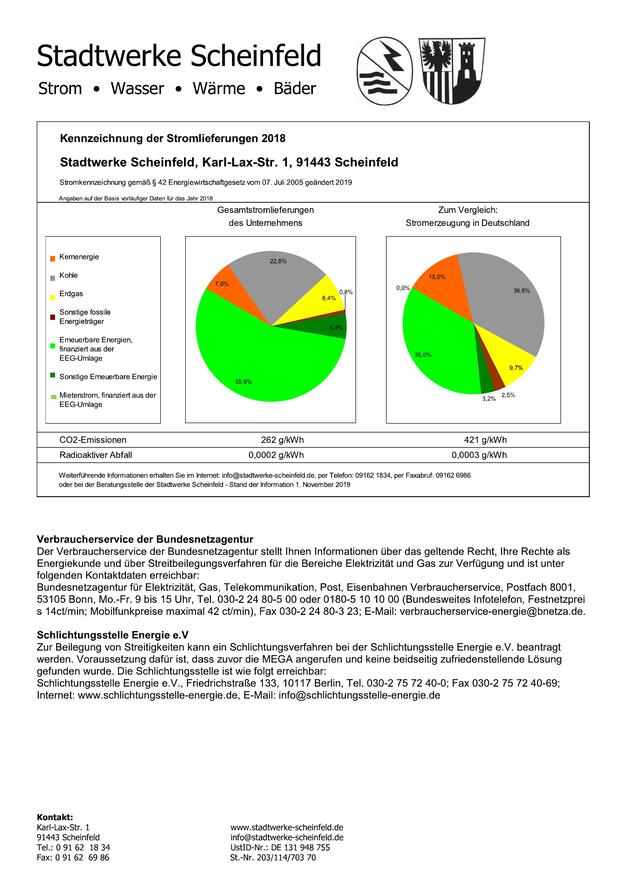 Stadtwerke Scheinfeld
Strom • Wasser • Wärme • Bäder
Kennzeichnung der Stromlieferungen 2018
Stadtwerke Scheinfeld, Karl-Lax-Str. 1, 91443 Scheinfeld
Stromkennzeichnung gemäß § 42 Energiewirtschaftgesetz vom 07. Juli 2005 geändert 2019
Angaben auf der Basis vorläufiger Daten für das Jahr 2018
Gesamtstromlieferungen
des Unternehmens
Zum Vergleich:
Stromerzeugung in Deutschland
Kernenergie
Kohle
Erdgas
Sonstige fossile
Energieträger
Erneuerbare Energien,
finanziert aus der
EEG-Umlage
Sonstige Erneuerbare Energie
Mieterstrom, finanziert aus der
EEG-Umlage
22,8%
7,0%
8,4%
0,8%
5,4%
55,6%
13,0%
36,6%
0,0%
9,7%
2,5%
3,2%
35,0%
CO2-Emissionen 262 g/kWh 421 g/kWh
Radioaktiver Abfall 0,0002 g/kWh 0,0003 g/kWh
Weiterführende Informationen erhalten Sie im Internet: info@stadtwerke-scheinfeld.de, per Telefon: 09162 1834, per Faxabruf: 09162 6986
oder bei der Beratungsstelle der Stadtwerke Scheinfeld - Stand der Information 1. November 2019
Verbraucherservice der Bundesnetzagentur
Der Verbraucherservice der Bundesnetzagentur stellt Ihnen Informationen über das geltende Recht, Ihre Rechte als
Energiekunde und über Streitbeilegungsverfahren für die Bereiche Elektrizität und Gas zur Verfügung und ist unter
folgenden Kontaktdaten erreichbar:
Bundesnetzagentur für Elektrizität, Gas, Telekommunikation, Post, Eisenbahnen Verbraucherservice, Postfach 8001,
53105 Bonn, Mo.-Fr. 9 bis 15 Uhr, Tel. 030-2 24 80-5 00 oder 0180-5 10 10 00 (Bundesweites Infotelefon, Festnetzprei
s 14ct/min; Mobilfunkpreise maximal 42 ct/min), Fax 030-2 24 80-3 23; E-Mail: verbraucherservice-energie@bnetza.de.
Schlichtungsstelle Energie e.V
Zur Beilegung von Streitigkeiten kann ein Schlichtungsverfahren bei der Schlichtungsstelle Energie e.V. beantragt
werden. Voraussetzung dafür ist, dass zuvor die MEGA angerufen und keine beidseitig zufriedenstellende Lösung
gefunden wurde. Die Schlichtungsstelle ist wie folgt erreichbar:
Schlichtungsstelle Energie e.V., Friedrichstraße 133, 10117 Berlin, Tel. 030-2 75 72 40-0; Fax 030-2 75 72 40-69;
Internet: www.schlichtungsstelle-energie.de, E-Mail: info@schlichtungsstelle-energie.de
Kontakt:
Karl-Lax-Str. 1 www.stadtwerke-scheinfeld.de
91443 Scheinfeld info@stadtwerke-scheinfeld.de
Tel.: 0 91 62 18 34 UstID-Nr.: DE 131 948 755
Fax: 0 91 62 69 86 St.-Nr. 203/114/703 70